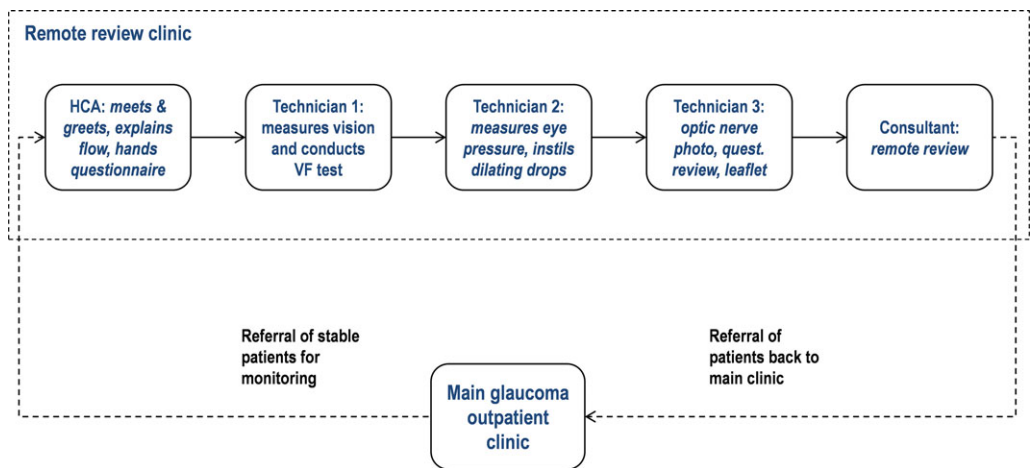 Remote review clinic
HCA: meets &
greets, explains
flow, hands
questionnaire
Technician 1:
measures vision
and conducts
VF test
Technician 2:
measures eye
pressure, instils
dilating drops
Technician 3:
optic nerve
photo, quest.
review, leaflet
Consultant:
remote review
Referral of stable
patients for
monitoring
Referral of
patients back to
main clinic
Main glaucoma
outpatient
clinic